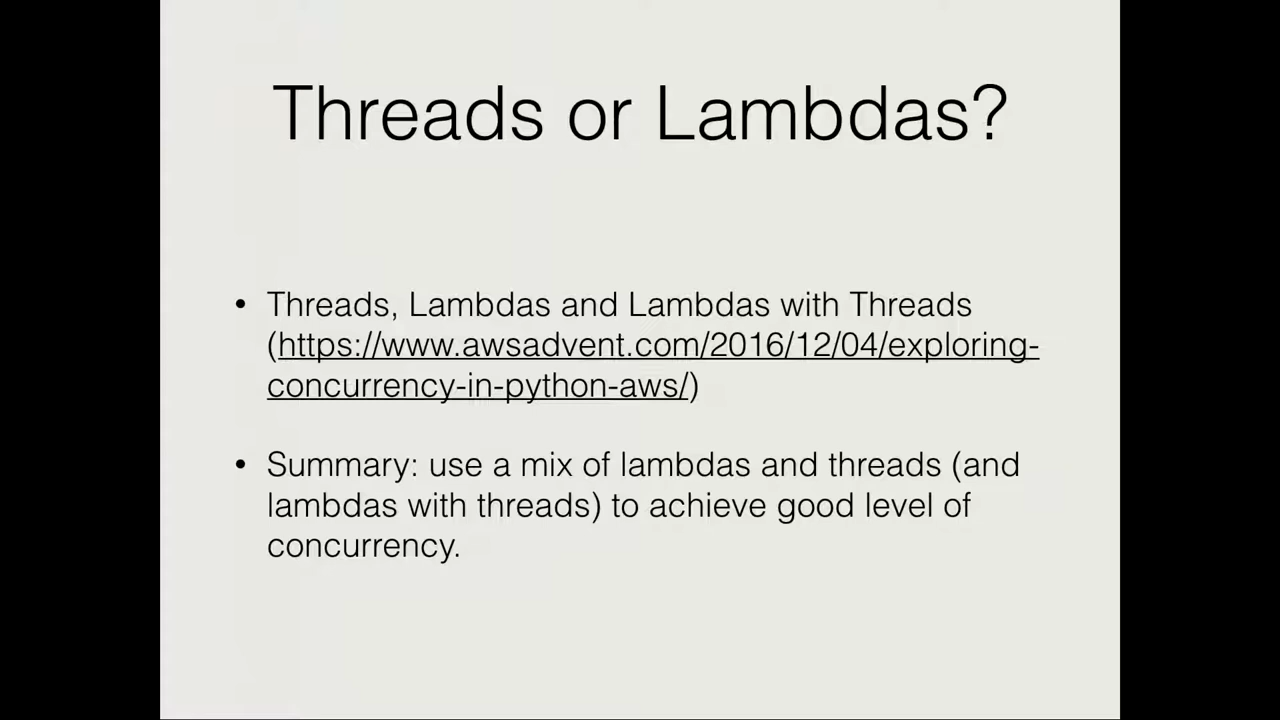 Threads or Lambdas?
• Threads, Lambdas and Lambdas with Threads
(https://www.awsadvent.com/2016/12/04/exploring-
concurrency-in-python-aws/)
• Summary: use a mix of lambdas and threads (and
lambdas with threads) to achieve good level of
concurrency.